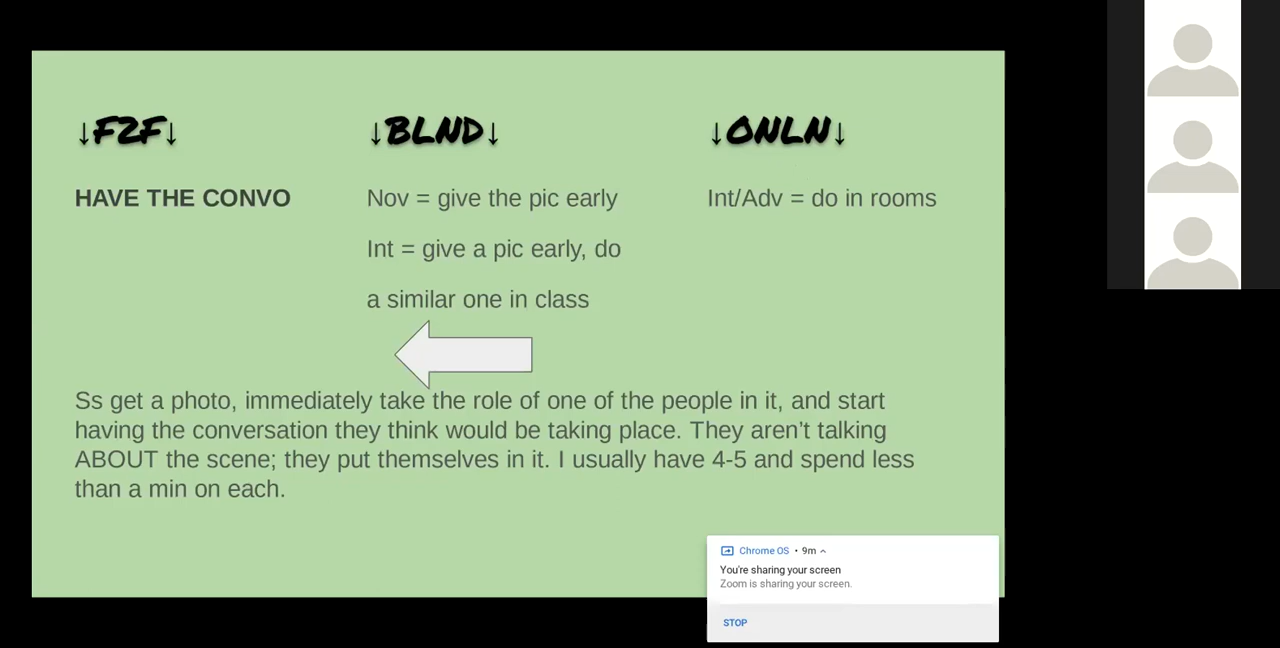 ↓F2F↓
↓BLND↓
↓ONLN↓
HAVE THE CONVO
Nov = give the pic early
Int = give a pic early, do
a similar one in class
Int/Adv = do in rooms
Ss get a photo, immediately take the role of one of the people in it, and start
having the conversation they think would be taking place. They aren’t talking
ABOUT the scene; they put themselves in it. I usually have 4-5 and spend less
than a min on each.
Chrome OS • 9m
You're sharing your screen
Zoom is sharing your screen.
STOP